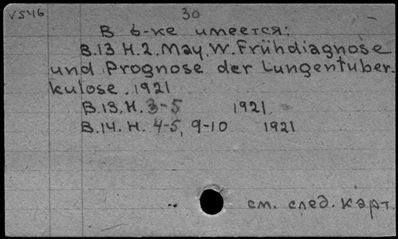 V546
30
В б-ке имеется:
B.13 H.2. May. W. Frühdiagnose
und Prognose der Lungentuber.
kulose. 1921
B.13. H. 3-5 1921.
B.14. H. 4-5, 9-10 1921
см. след. карт.